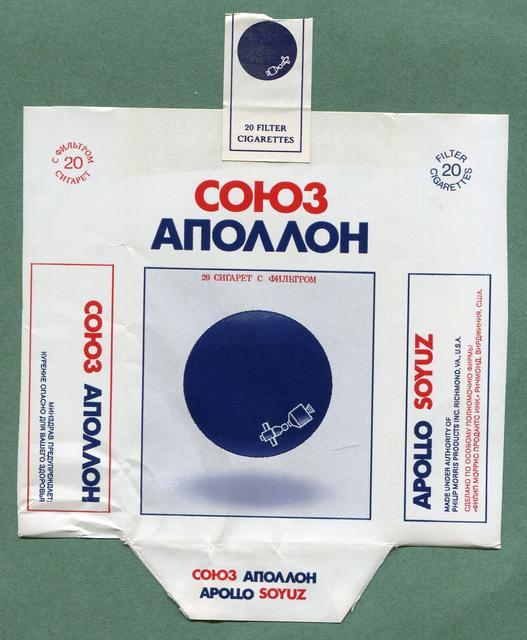 20 FILTER
CIGARETTES
С ФИЛЬТРОМ
20
СИГАРЕТ
FILTER
20
CIGARETTES
СОЮЗ
АПОЛЛОН
20 СИГАРЕТ С ФИЛЬТРОМ
СОЮЗ АПОЛЛОН
МИНЗДРАВ ПРЕДУПРЕЖДАЕТ:
КУРЕНИЕ ОПАСНО ДЛЯ ВАШЕГО ЗДОРОВЬЯ
APOLLO SOYUZ
MADE UNDER AUTHORITY OF
PHILIP MORRIS PRODUCTS INC. RICHMOND, VA., U.S.A.
СДЕЛАНО ПО ОСОБОМУ ПОЛНОМОЧИЮ ФИРМЫ
«ФИЛИП МОРРИС ПРОДАКТС ИНК.» РИЧМОНД, ВИРДЖИНИЯ, США.
СОЮЗ АПОЛЛОН
APOLLO SOYUZ